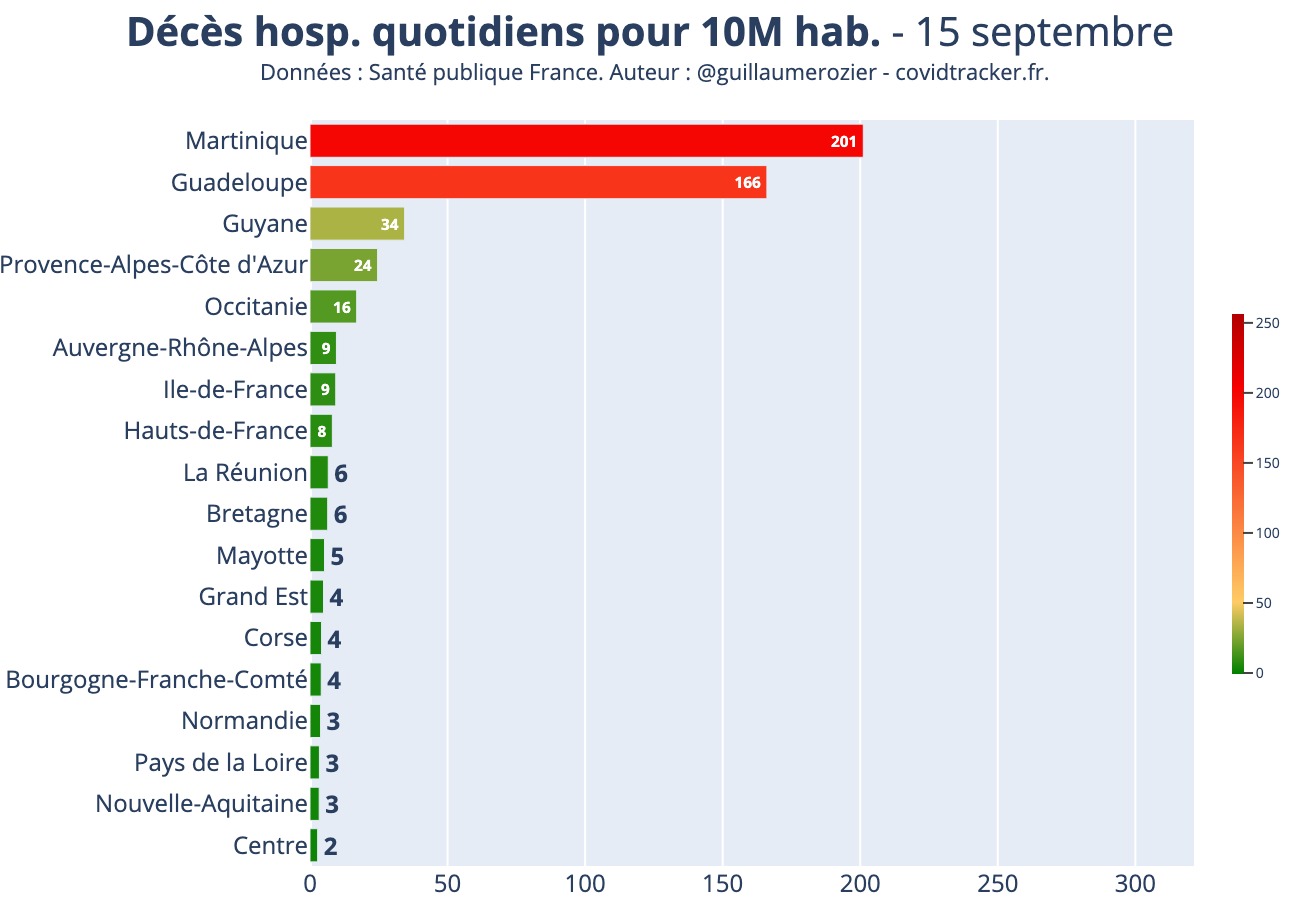 Décès hosp. quotidiens pour 10M hab. - 15 septembre
Données : Santé publique France. Auteur : @guillaumerozier - covidtracker.fr.
Martinique 201
Guadeloupe 166
Guyane 34
Provence-Alpes-Côte d'Azur 24
Occitanie 16
Auvergne-Rhône-Alpes 9
Ile-de-France 9
Hauts-de-France 8
La Réunion 6
Bretagne 6
Mayotte 5
Grand Est 4
Corse 4
Bourgogne-Franche-Comté 4
Normandie 3
Pays de la Loire 3
Nouvelle-Aquitaine 3
Centre 2
0 50 100 150 200 250 300
250
200
150
100
50
0